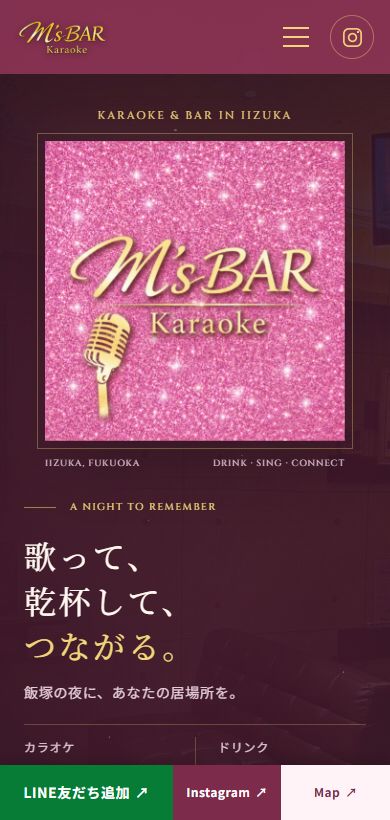 M's BAR
Karaoke
KARAOKE & BAR IN IIZUKA
M's BAR
Karaoke
IIZUKA, FUKUOKA
DRINK · SING · CONNECT
A NIGHT TO REMEMBER
歌って、
乾杯して、
つながる。
飯塚の夜に、あなたの居場所を。
カラオケ
ドリンク
LINE友だち追加 ↗
Instagram ↗
Map ↗